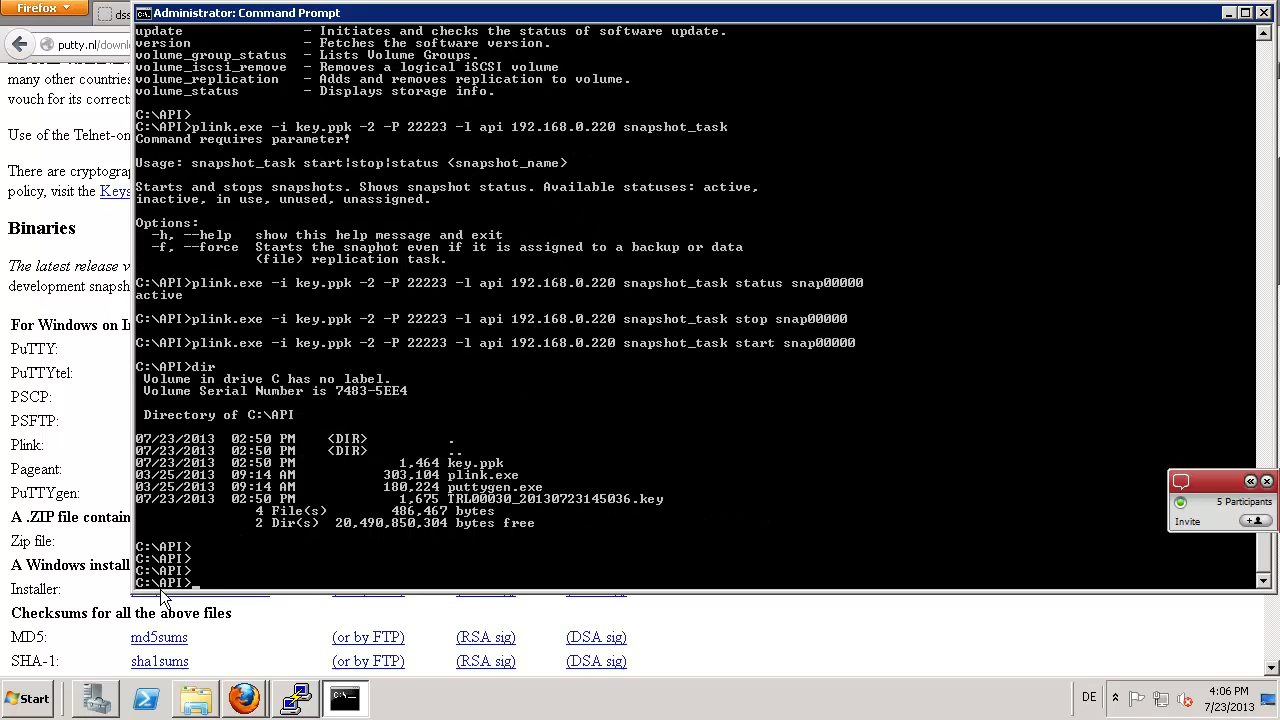 Firefox
dss
Administrator: Command Prompt
putty.nl/downl
many other countries
vouch for its correct
Use of the Telnet-on
There are cryptograp
policy, visit the Keys
Binaries
The latest release v
development snapsh
For Windows on In
PuTTY:
PuTTYtel:
PSCP:
PSFTP:
Plink:
Pageant:
PuTTYgen:
A .ZIP file contain
Zip file:
A Windows install
Installer:
Checksums for all the above files
MD5: md5sums (or by FTP) (RSA sig) (DSA sig)
SHA-1: sha1sums (or by FTP) (RSA sig) (DSA sig)
update - Initiates and checks the status of software update.
version - Fetches the software version.
volume_group_status - Lists Volume Groups.
volume_iscsi_remove - Removes a logical iSCSI volume
volume_replication - Adds and removes replication to volume.
volume_status - Displays storage info.
C:\API>
C:\API>plink.exe -i key.ppk -2 -P 22223 -l api 192.168.0.220 snapshot_task
Command requires parameter!
Usage: snapshot_task start|stop|status <snapshot_name>
Starts and stops snapshots. Shows snapshot status. Available statuses: active,
inactive, in use, unused, unassigned.
Options:
-h, --help show this help message and exit
-f, --force Starts the snaphot even if it is assigned to a backup or data
(file) replication task.
C:\API>plink.exe -i key.ppk -2 -P 22223 -l api 192.168.0.220 snapshot_task status snap00000
active
C:\API>plink.exe -i key.ppk -2 -P 22223 -l api 192.168.0.220 snapshot_task stop snap00000
C:\API>plink.exe -i key.ppk -2 -P 22223 -l api 192.168.0.220 snapshot_task start snap00000
C:\API>dir
Volume in drive C has no label.
Volume Serial Number is 7483-5EE4
Directory of C:\API
07/23/2013 02:50 PM <DIR> .
07/23/2013 02:50 PM <DIR> ..
07/23/2013 02:50 PM 1,464 key.ppk
03/25/2013 09:14 AM 303,104 plink.exe
03/25/2013 09:14 AM 180,224 puttygen.exe
07/23/2013 02:50 PM 1,675 TRL00030_20130723145036.key
4 File(s) 486,467 bytes
2 Dir(s) 20,490,850,304 bytes free
C:\API>
C:\API>
C:\API>
C:\API>_
5 Participants
Invite
Start
DE
4:06 PM
7/23/2013